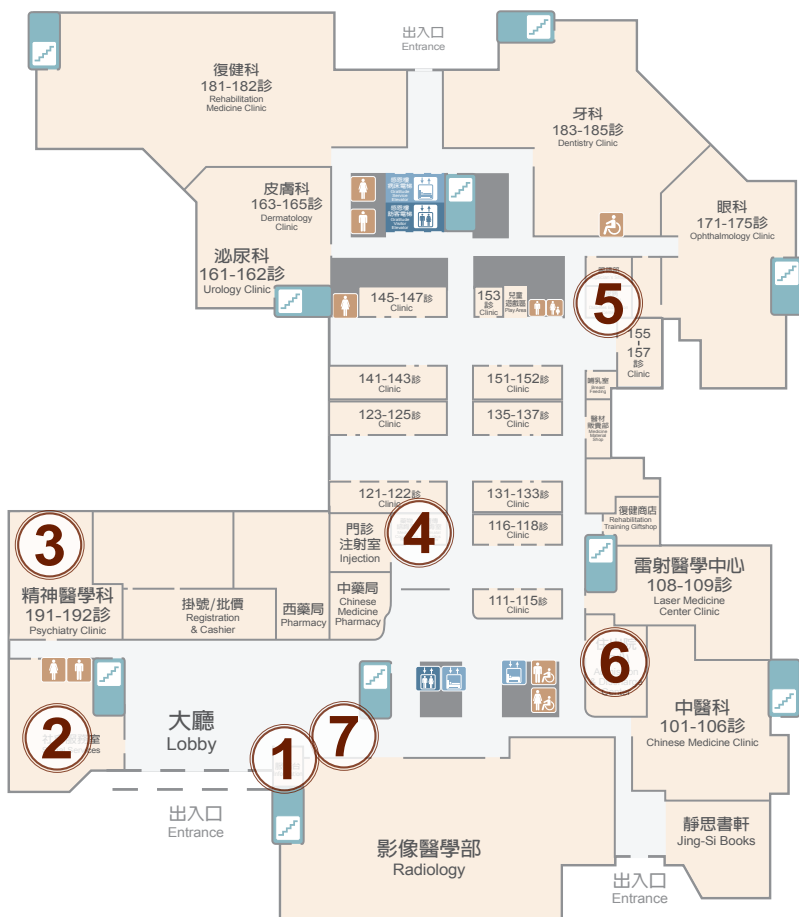 出入口
Entrance
復健科
181-182診
Rehabilitation
Medicine Clinic
牙科
183-185診
Dentistry Clinic
皮膚科
163-165診
Dermatology
Clinic
泌尿科
161-162診
Urology Clinic
眼科
171-175診
Ophthalmology Clinic
145-147診
Clinic
153
診
Clinic
兒童
遊戲區
Play Area
5
155
-
157
診
Clinic
141-143診
Clinic
151-152診
Clinic
哺乳室
Breast
Feeding
123-125診
Clinic
135-137診
Clinic
醫材
販賣部
Medicine
Material
Shop
121-122診
Clinic
131-133診
Clinic
3
4
門診
注射室
Injection
116-118診
Clinic
復健商店
Rehabilitation
Training Giftshop
精神醫學科
191-192診
Psychiatry Clinic
掛號/批價
Registration
& Cashier
西藥局
Pharmacy
中藥局
Chinese
Medicine
Pharmacy
111-115診
Clinic
雷射醫學中心
108-109診
Laser Medicine
Center Clinic
6
中醫科
101-106診
Chinese Medicine Clinic
2
大廳
Lobby
7
1
出入口
Entrance
影像醫學部
Radiology
靜思書軒
Jing-Si Books
出入口
Entrance